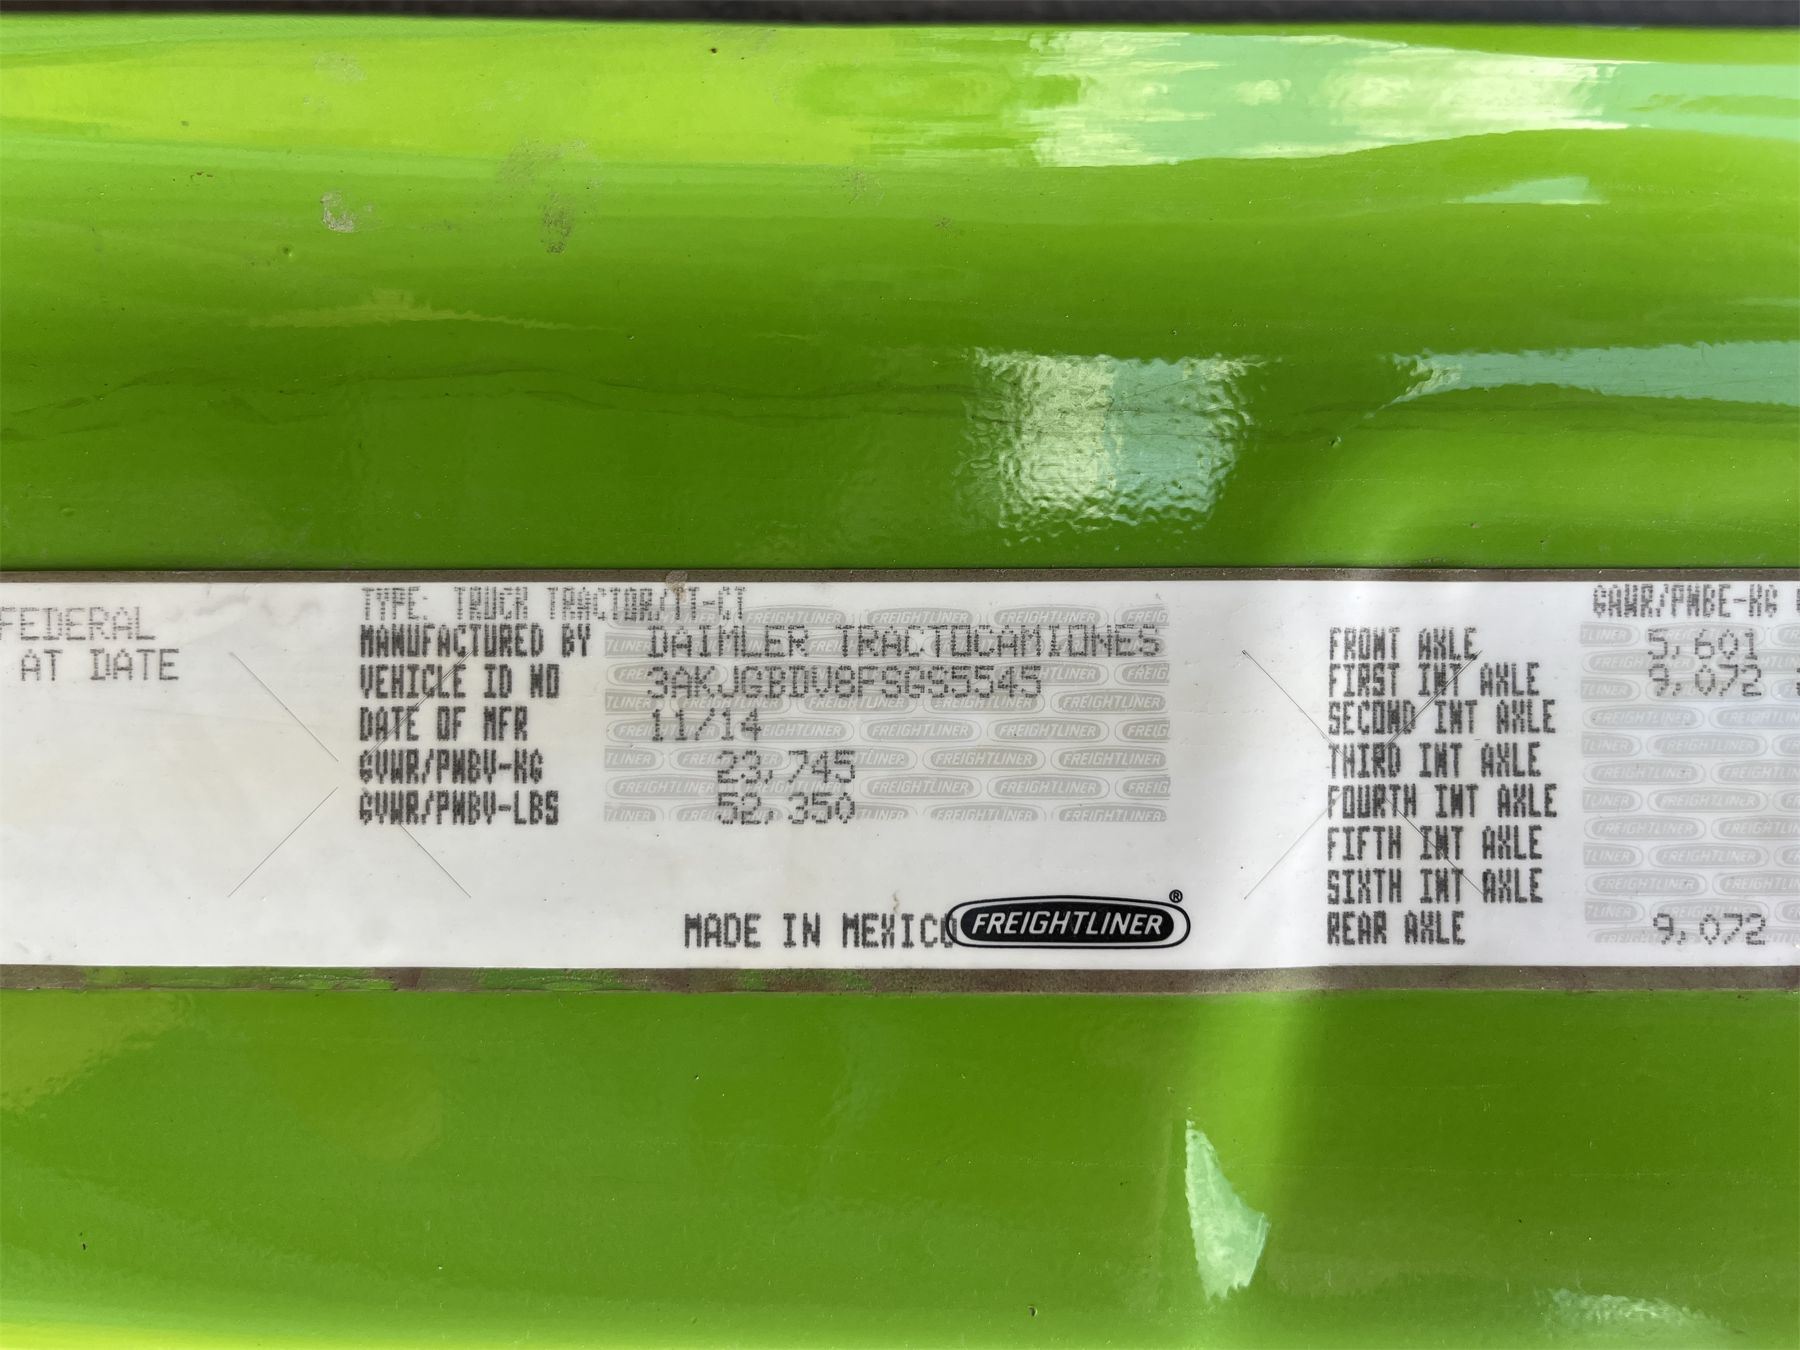 FEDERAL
AT DATE
TYPE: TRUCK TRACTOR/TT-CT
MANUFACTURED BY DAIMLER TRACTOCAMIONES
VEHICLE ID NO 3AKJGBDV8FSGS5545
DATE OF MFR 11/14
GVWR/PMBV-KG 23,745
GVWR/PMBV-LBS 52,350
MADE IN MEXICO FREIGHTLINER®
GAWR/PMBE-KG
FRONT AXLE 5,601
FIRST INT AXLE 9,072
SECOND INT AXLE
THIRD INT AXLE
FOURTH INT AXLE
FIFTH INT AXLE
SIXTH INT AXLE
REAR AXLE 9,072